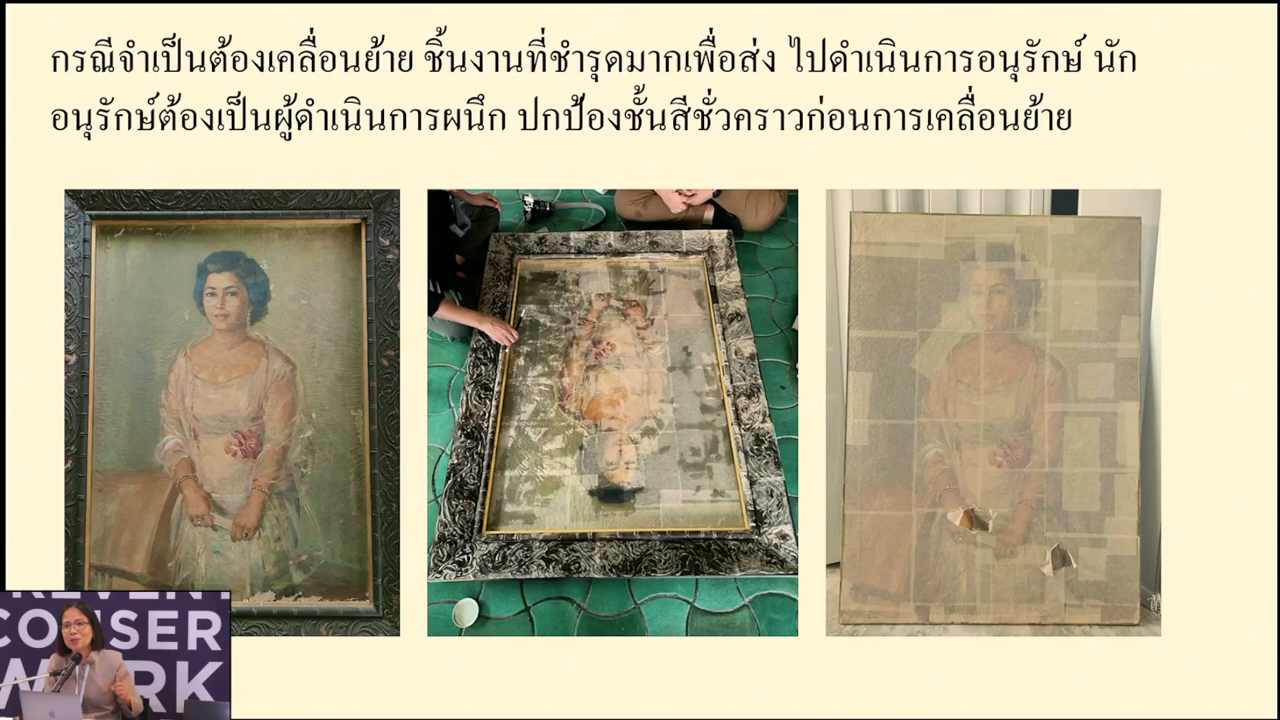 กรณีจำเป็นต้องเคลื่อนย้าย ชิ้นงานที่ชำรุดมากเพื่อส่ง ไปดำเนินการอนุรักษ์ นัก
อนุรักษ์ต้องเป็นผู้ดำเนินการผนึก ปกป้องชั้นสีชั่วคราวก่อนการเคลื่อนย้าย
REVENT
CONSER
WORK